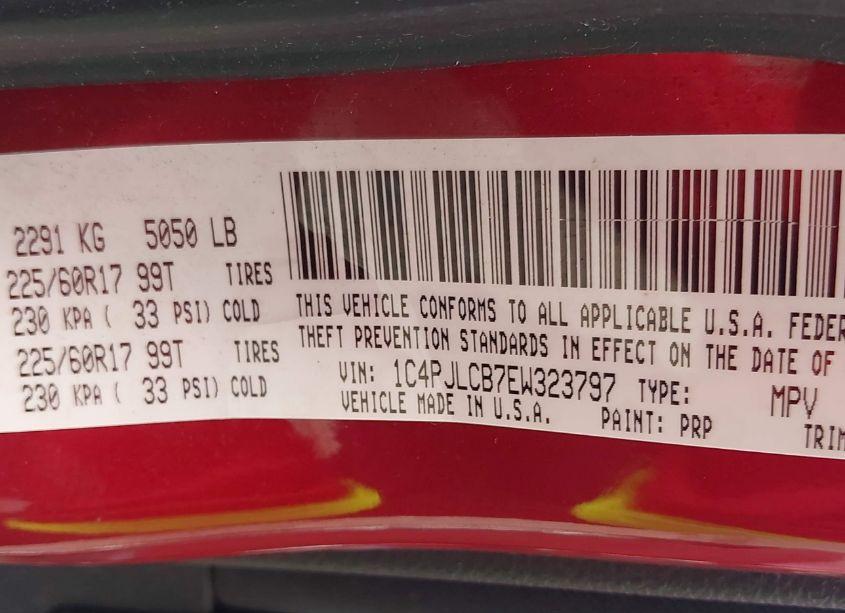 2291 KG 5050 LB
225/60R17 99T TIRES
230 KPA ( 33 PSI) COLD
225/60R17 99T TIRES
230 KPA ( 33 PSI) COLD
THIS VEHICLE CONFORMS TO ALL APPLICABLE U.S.A. FEDER
THEFT PREVENTION STANDARDS IN EFFECT ON THE DATE OF
VIN: 1C4PJLCB7EW323797 TYPE: MPV
VEHICLE MADE IN U.S.A. PAINT: PRP
TRIM